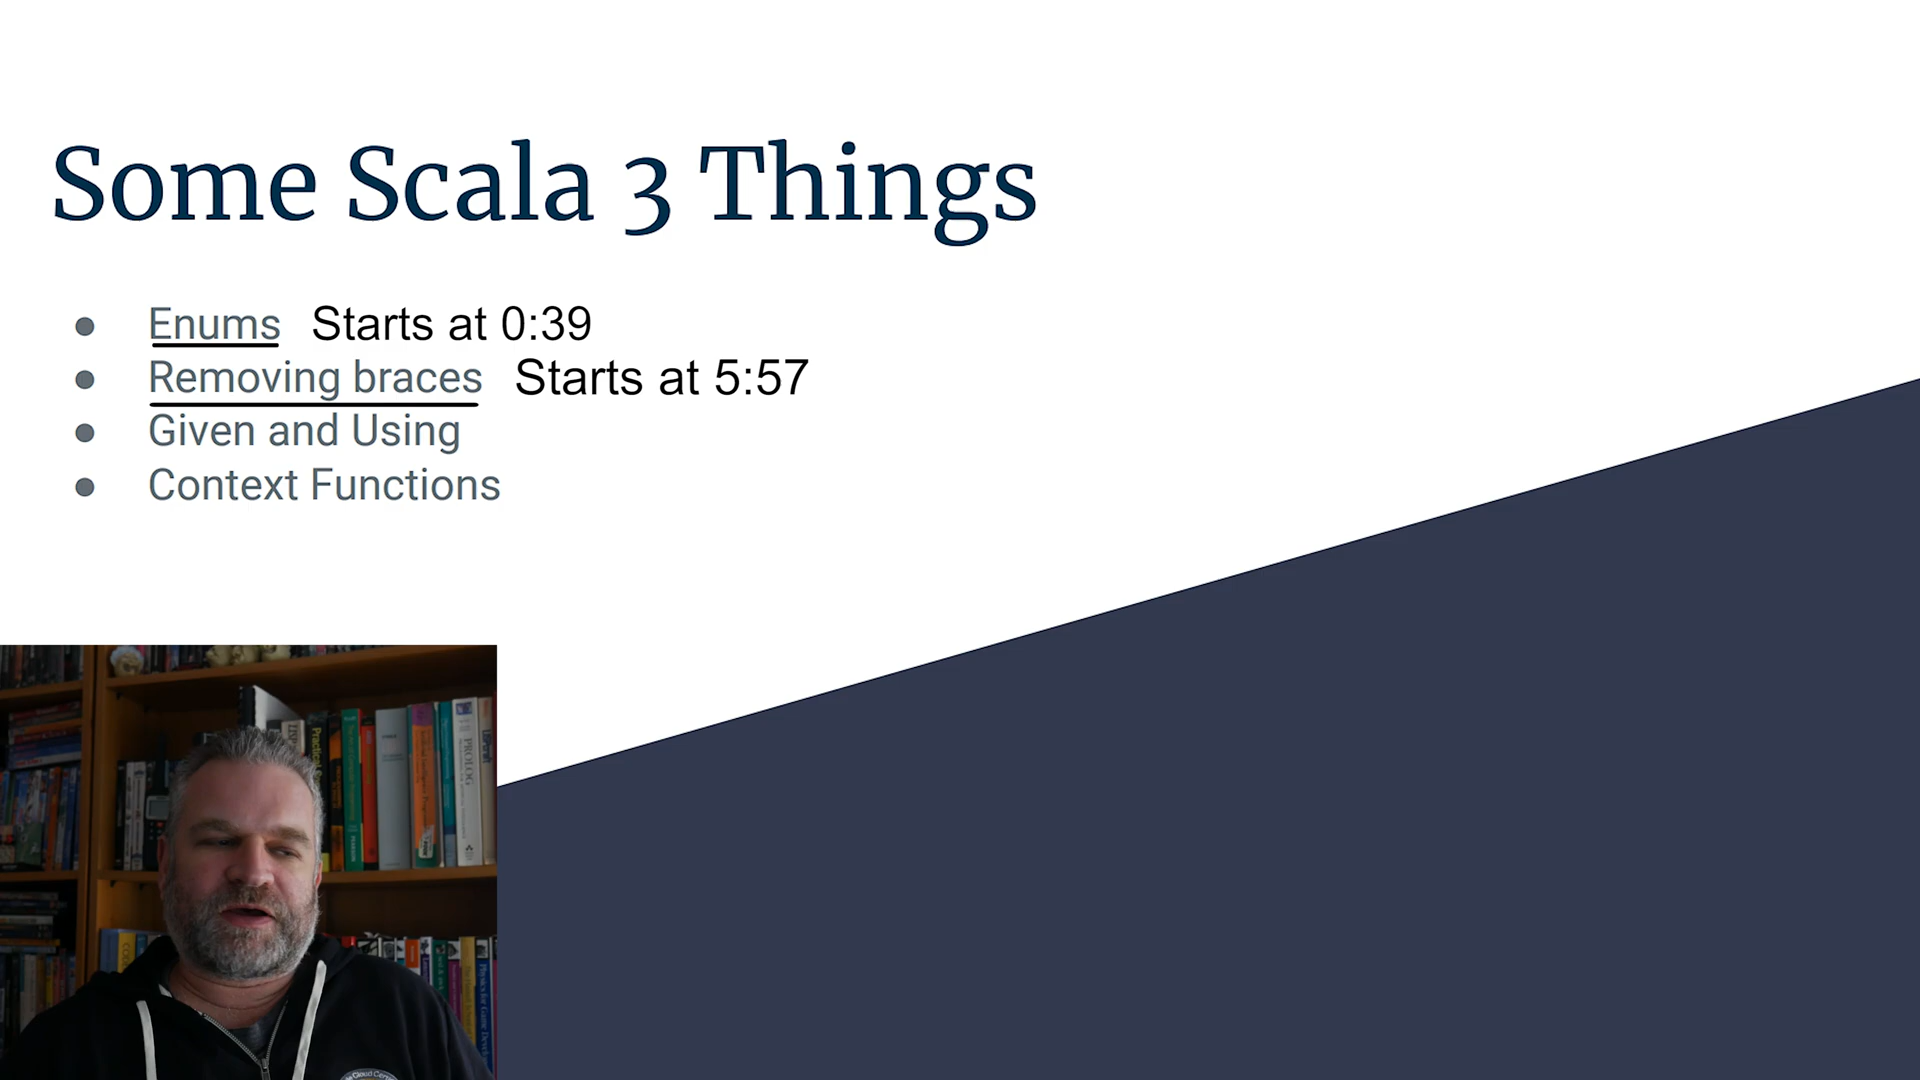 Some Scala 3 Things
Enums Starts at 0:39
Removing braces Starts at 5:57
Given and Using
Context Functions
PROLOG